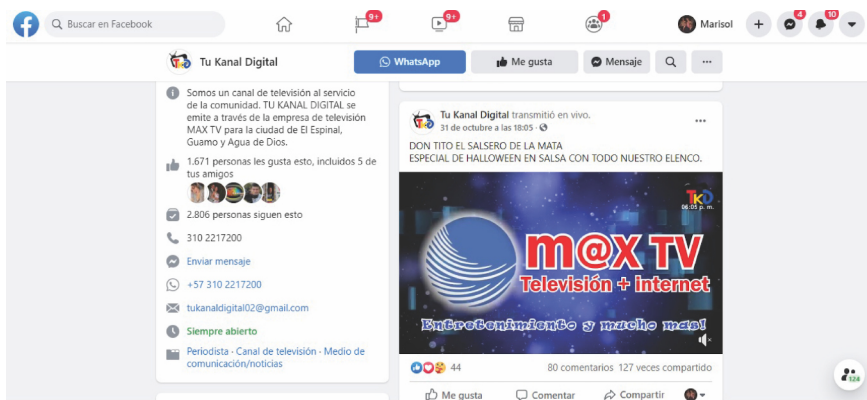 Buscar en Facebook
9+
9+
1
Marisol
4
10
Tu Kanal Digital
WhatsApp
Me gusta
Mensaje
Somos un canal de televisión al servicio
de la comunidad. TU KANAL DIGITAL se
emite a través de la empresa de televisión
MAX TV para la ciudad de El Espinal,
Guamo y Agua de Dios.
1.671 personas les gusta esto, incluidos 5 de
tus amigos
2.806 personas siguen esto
310 2217200
Enviar mensaje
+57 310 2217200
tukanaldigital02@gmail.com
Siempre abierto
Periodista · Canal de televisión · Medio de
comunicación/noticias
Tu Kanal Digital transmitió en vivo.
31 de octubre a las 18:05 ·
DON TITO EL SALSERO DE LA MATA
ESPECIAL DE HALLOWEEN EN SALSA CON TODO NUESTRO ELENCO.
TKD
06:05 p. m.
m@x TV
Televisión + internet
Entretenimiento y mucho mas!
44
80 comentarios 127 veces compartido
Me gusta
Comentar
Compartir
124